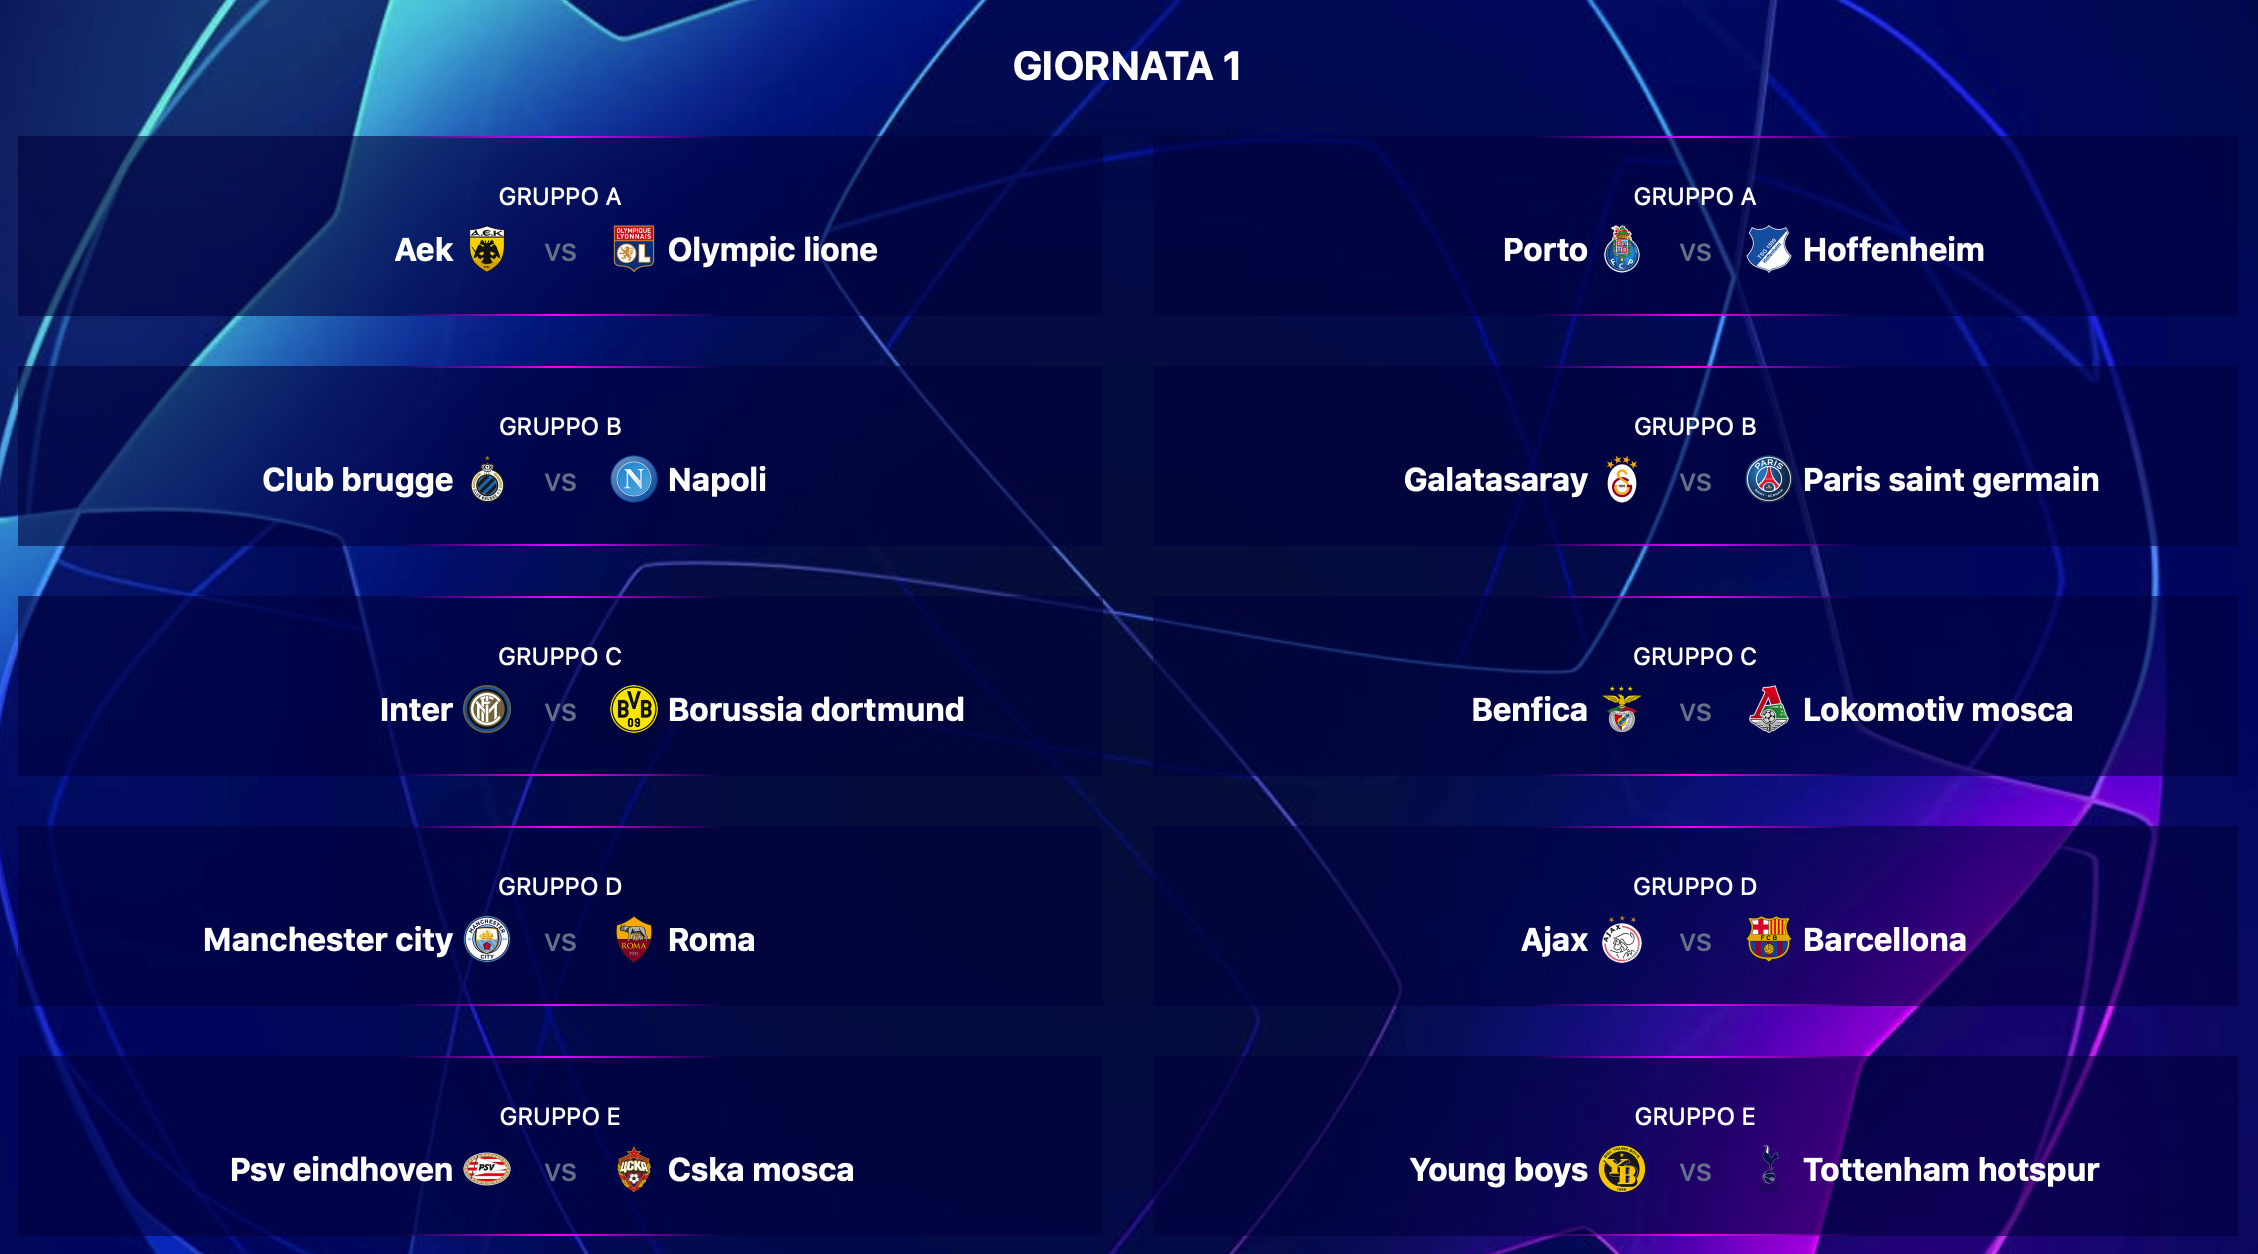 GIORNATA 1
GRUPPO A
Aek VS Olympic lione
GRUPPO A
Porto VS Hoffenheim
GRUPPO B
Club brugge VS Napoli
GRUPPO B
Galatasaray VS Paris saint germain
GRUPPO C
Inter VS Borussia dortmund
GRUPPO C
Benfica VS Lokomotiv mosca
GRUPPO D
Manchester city VS Roma
GRUPPO D
Ajax VS Barcellona
GRUPPO E
Psv eindhoven VS Cska mosca
GRUPPO E
Young boys VS Tottenham hotspur